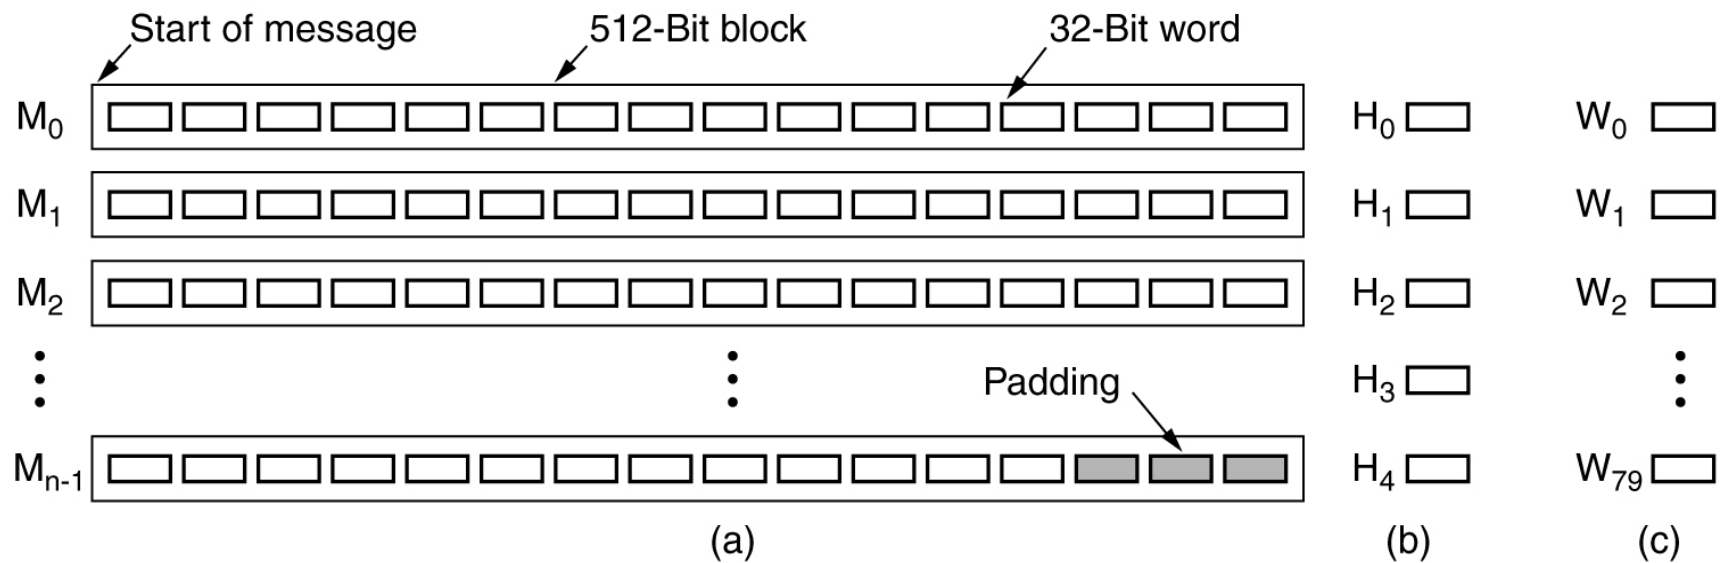 Start of message 512-Bit block 32-Bit word
M0 H0 W0
M1 H1 W1
M2 H2 W2
Padding H3
Mn-1 H4 W79
(a) (b) (c)